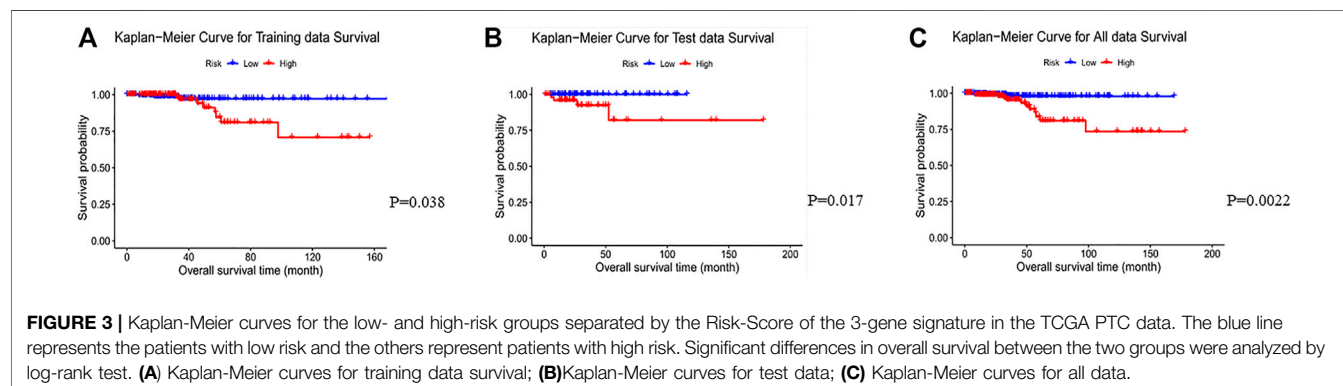 A
Kaplan−Meier Curve for Training data Survival
Risk Low High
1.00
0.75
0.50
0.25
0.00
Survival probability
0 40 80 120 160
Overall survival time (month)
P=0.038
B
Kaplan−Meier Curve for Test data Survival
Risk Low High
1.00
0.75
0.50
0.25
0.00
Survival probability
0 50 100 150 200
Overall survival time (month)
P=0.017
C
Kaplan−Meier Curve for All data Survival
Risk Low High
1.00
0.75
0.50
0.25
0.00
Survival probability
0 50 100 150 200
Overall survival time (month)
P=0.0022
FIGURE 3 | Kaplan-Meier curves for the low- and high-risk groups separated by the Risk-Score of the 3-gene signature in the TCGA PTC data. The blue line
represents the patients with low risk and the others represent patients with high risk. Significant differences in overall survival between the two groups were analyzed by
log-rank test. (A) Kaplan-Meier curves for training data survival; (B)Kaplan-Meier curves for test data; (C) Kaplan-Meier curves for all data.